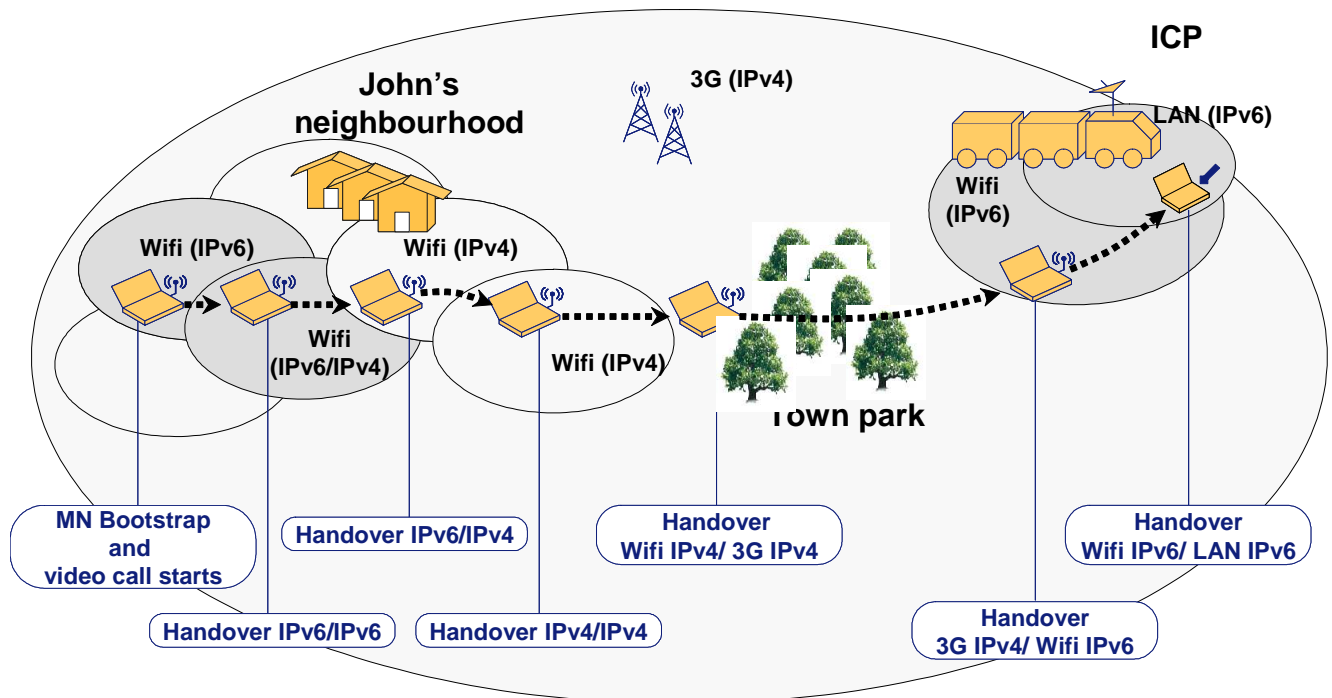 ICP
3G (IPv4)
John's
neighbourhood
LAN (IPv6)
Wifi
(IPv6)
Wifi (IPv6)
Wifi (IPv4)
Wifi
(IPv6/IPv4)
Wifi (IPv4)
Town park
MN Bootstrap
and
video call starts
Handover IPv6/IPv4
Handover
Wifi IPv4/ 3G IPv4
Handover
Wifi IPv6/ LAN IPv6
Handover IPv6/IPv6
Handover IPv4/IPv4
Handover
3G IPv4/ Wifi IPv6